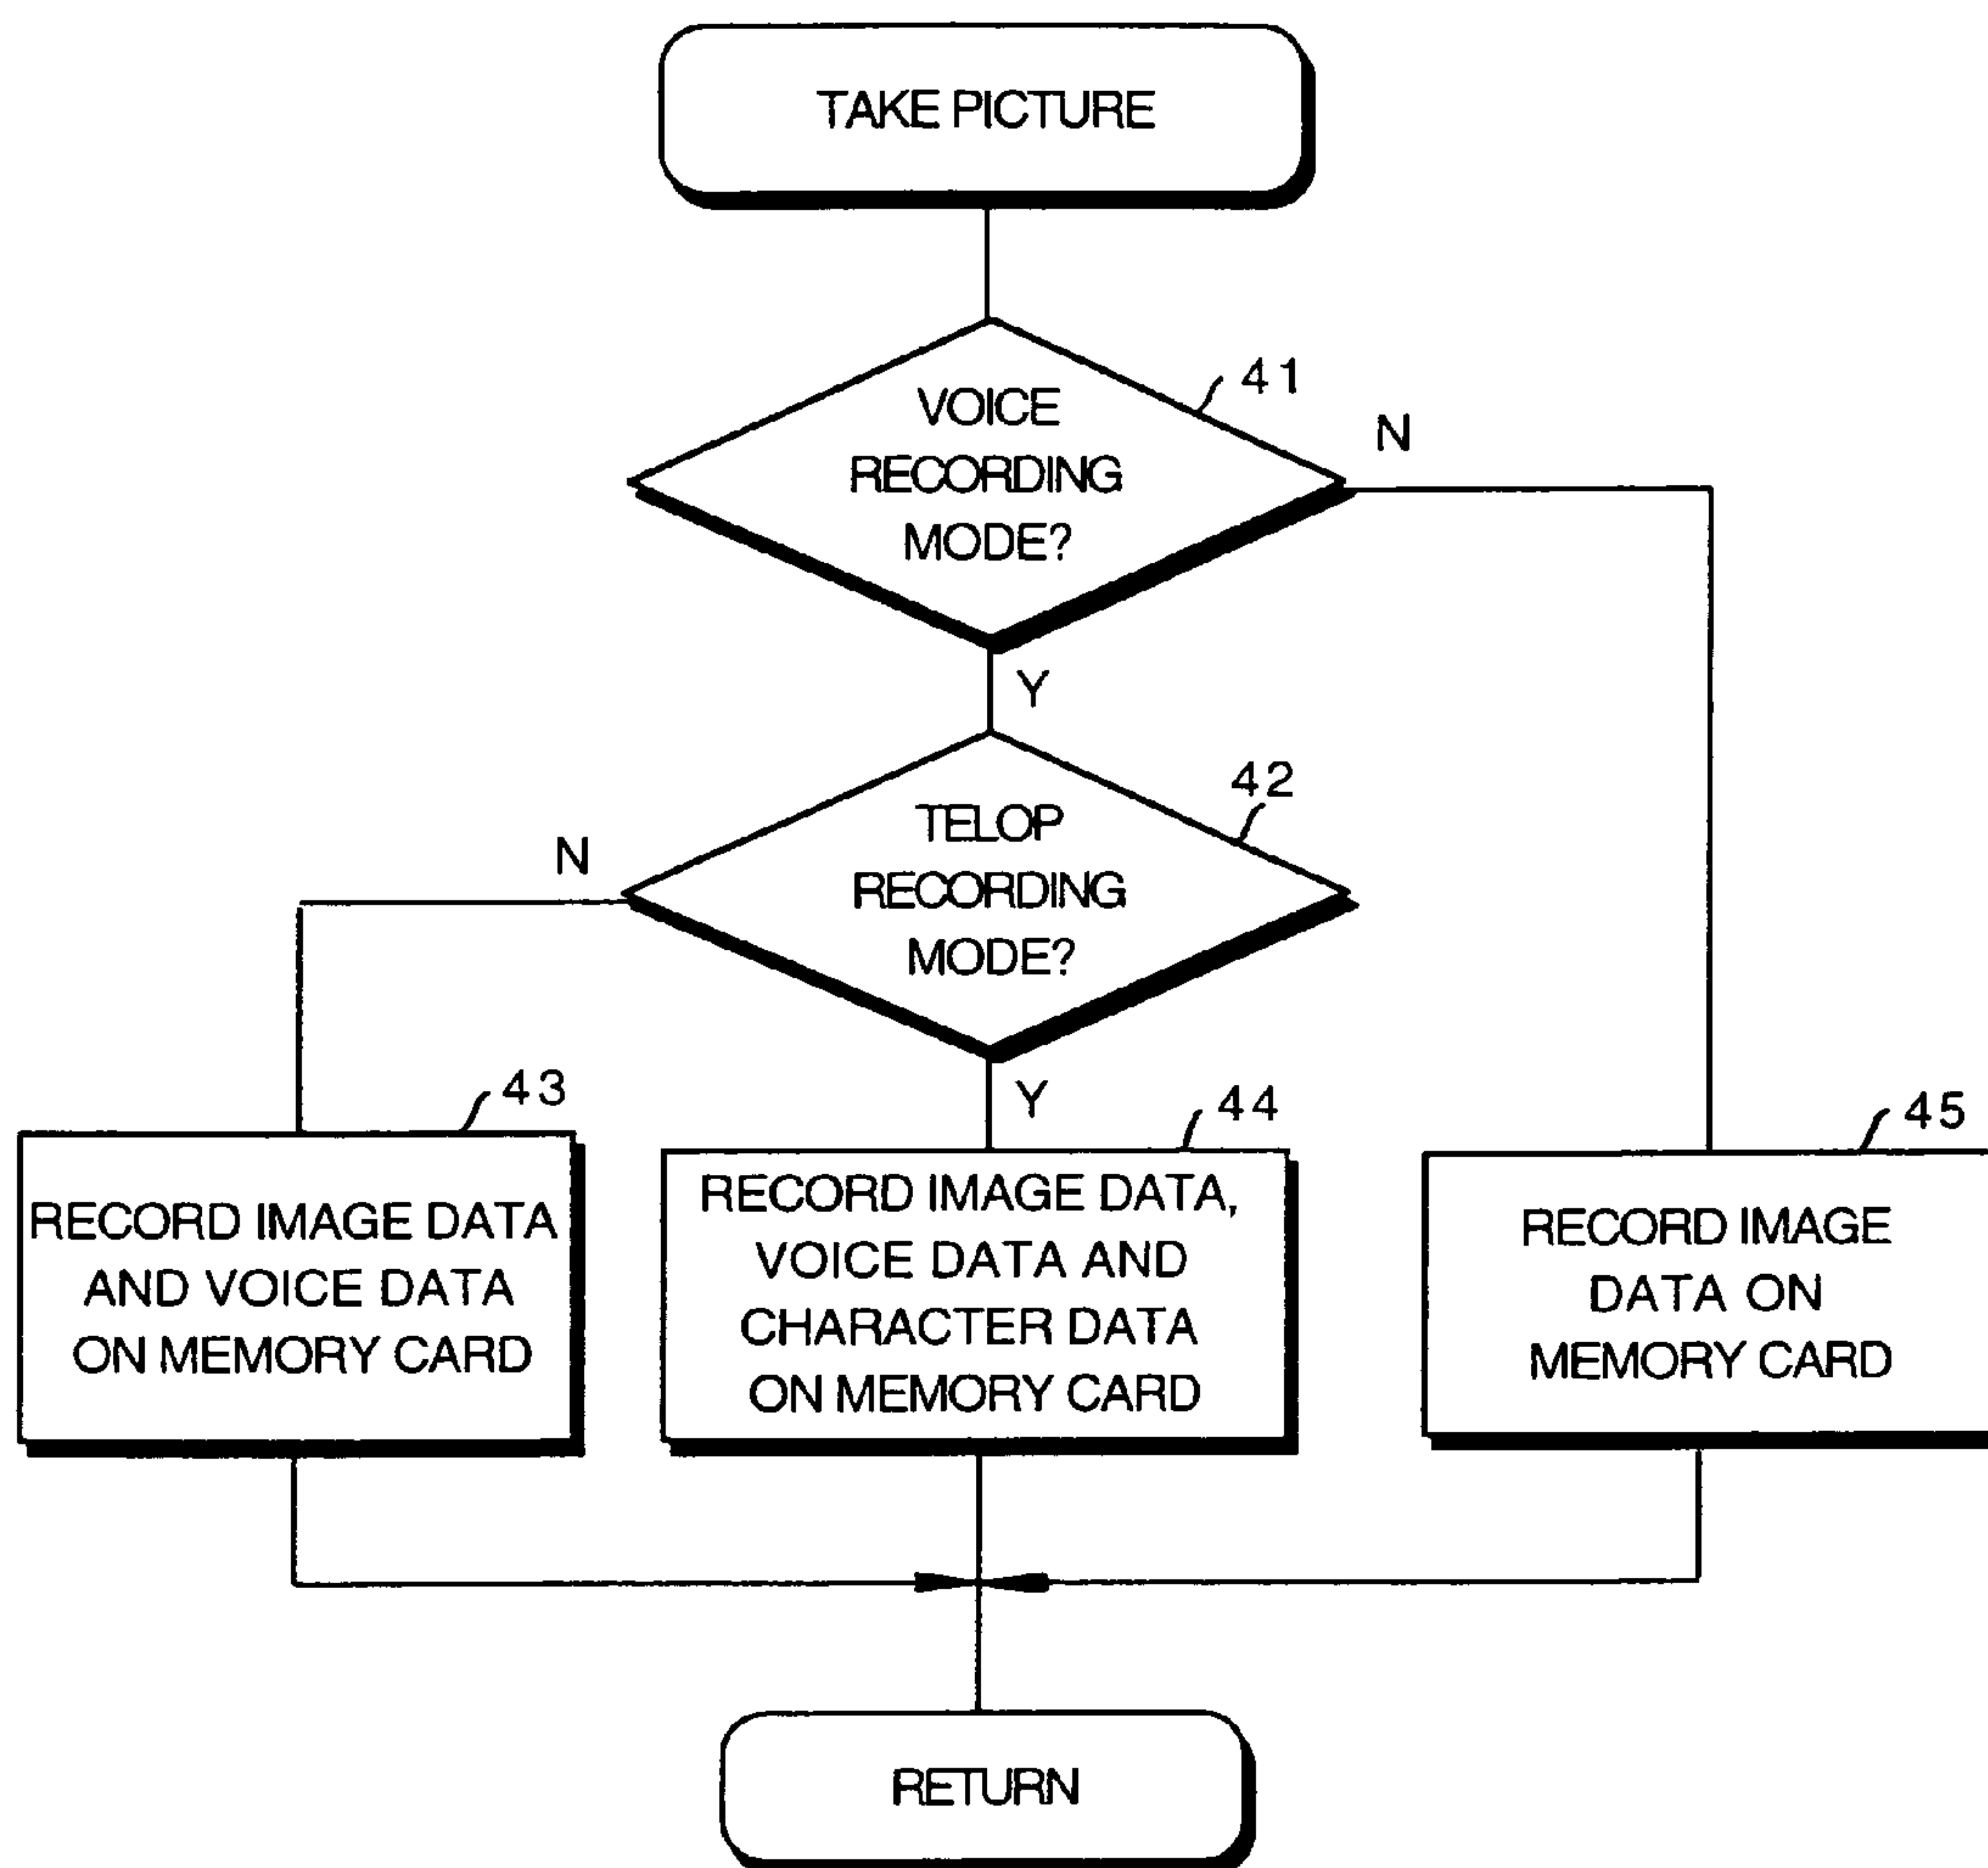 TAKE PICTURE
41
VOICE
RECORDING
MODE?
N
Y
42
TELOP
RECORDING
MODE?
N
Y
43
RECORD IMAGE DATA
AND VOICE DATA
ON MEMORY CARD
44
RECORD IMAGE DATA,
VOICE DATA AND
CHARACTER DATA
ON MEMORY CARD
45
RECORD IMAGE
DATA ON
MEMORY CARD
RETURN